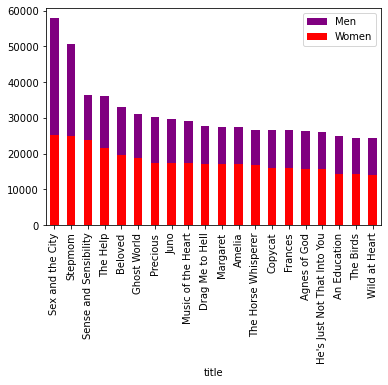 60000
50000
40000
30000
20000
10000
0
Men
Women
Sex and the City
Stepmom
Sense and Sensibility
The Help
Beloved
Ghost World
Precious
Juno
Music of the Heart
Drag Me to Hell
Margaret
Amelia
The Horse Whisperer
Copycat
Frances
Agnes of God
He's Just Not That Into You
An Education
The Birds
Wild at Heart
title